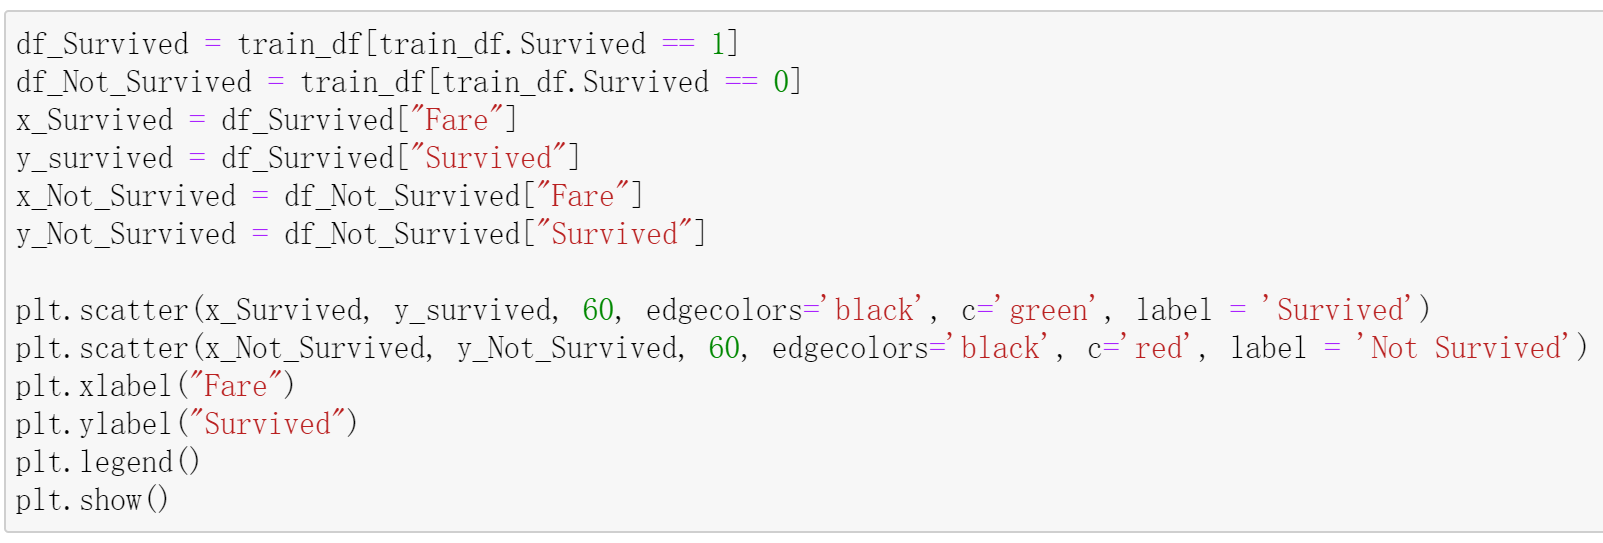 df_Survived = train_df[train_df.Survived == 1]
df_Not_Survived = train_df[train_df.Survived == 0]
x_Survived = df_Survived["Fare"]
y_survived = df_Survived["Survived"]
x_Not_Survived = df_Not_Survived["Fare"]
y_Not_Survived = df_Not_Survived["Survived"]

plt.scatter(x_Survived, y_survived, 60, edgecolors='black', c='green', label = 'Survived')
plt.scatter(x_Not_Survived, y_Not_Survived, 60, edgecolors='black', c='red', label = 'Not Survived')
plt.xlabel("Fare")
plt.ylabel("Survived")
plt.legend()
plt.show()